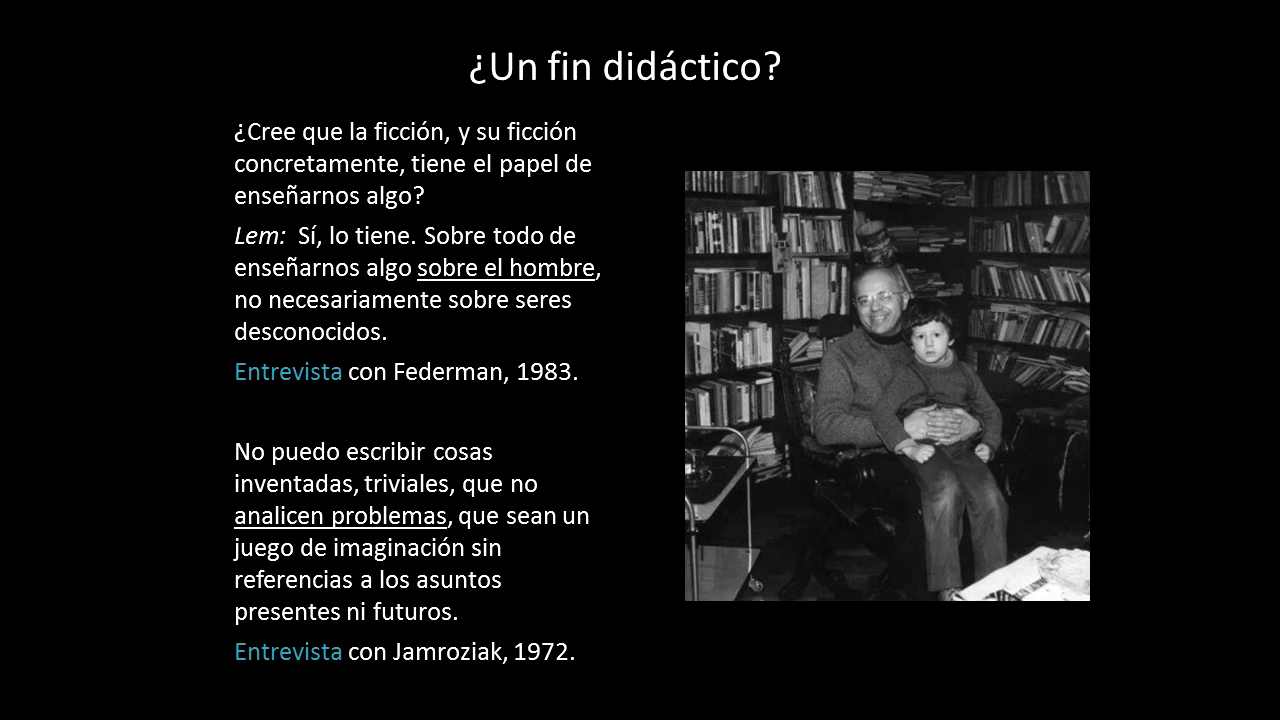 ¿Un fin didáctico?
¿Cree que la ficción, y su ficción
concretamente, tiene el papel de
enseñarnos algo?
Lem:  Sí, lo tiene. Sobre todo de
enseñarnos algo sobre el hombre,
no necesariamente sobre seres
desconocidos.
Entrevista con Federman, 1983.
No puedo escribir cosas
inventadas, triviales, que no
analicen problemas, que sean un
juego de imaginación sin
referencias a los asuntos
presentes ni futuros.
Entrevista con Jamroziak, 1972.